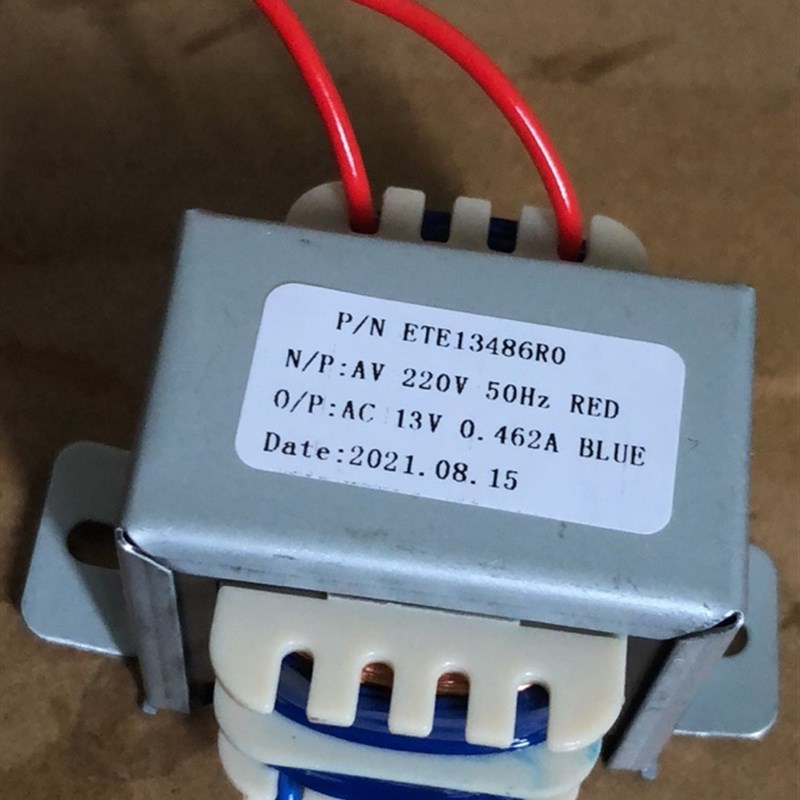 P/N ETE13486R0
N/P:AV 220V 50Hz RED
O/P:AC 13V 0.462A BLUE
Date:2021.08.15